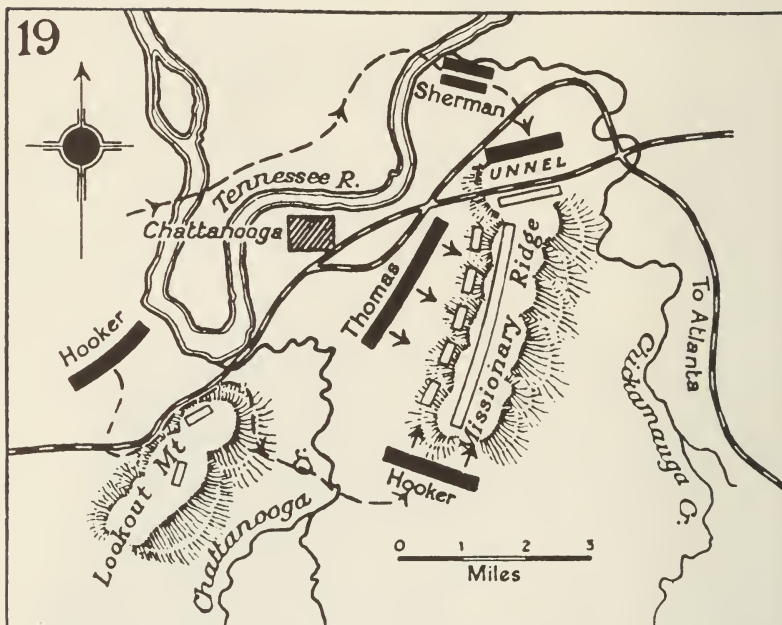 19
Sherman
UNNEL
Tennessee R.
Chattanooga
Thomas
Missionary Ridge
To Atlanta
Hooker
Chickamauga C.
Lookout Mt
Chattanooga C.
Hooker
0 1 2 3
Miles